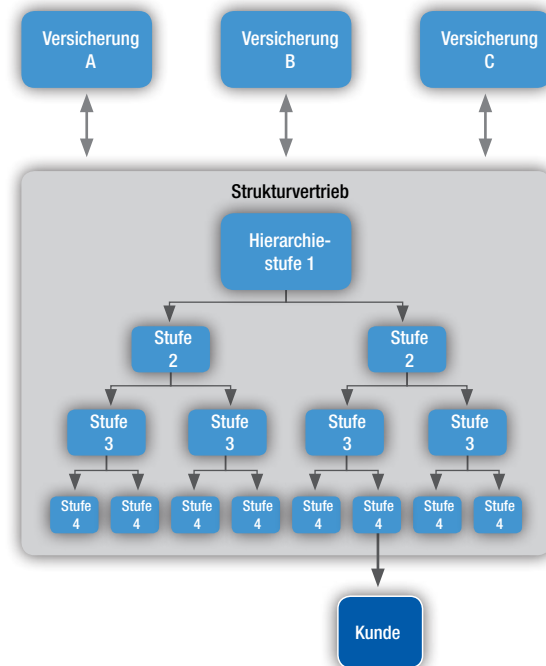 Versicherung
A
Versicherung
B
Versicherung
C
Strukturvertrieb
Hierarchie-
stufe 1
Stufe
2
Stufe
2
Stufe
3
Stufe
3
Stufe
3
Stufe
3
Stufe
4
Stufe
4
Stufe
4
Stufe
4
Stufe
4
Stufe
4
Stufe
4
Stufe
4
Kunde